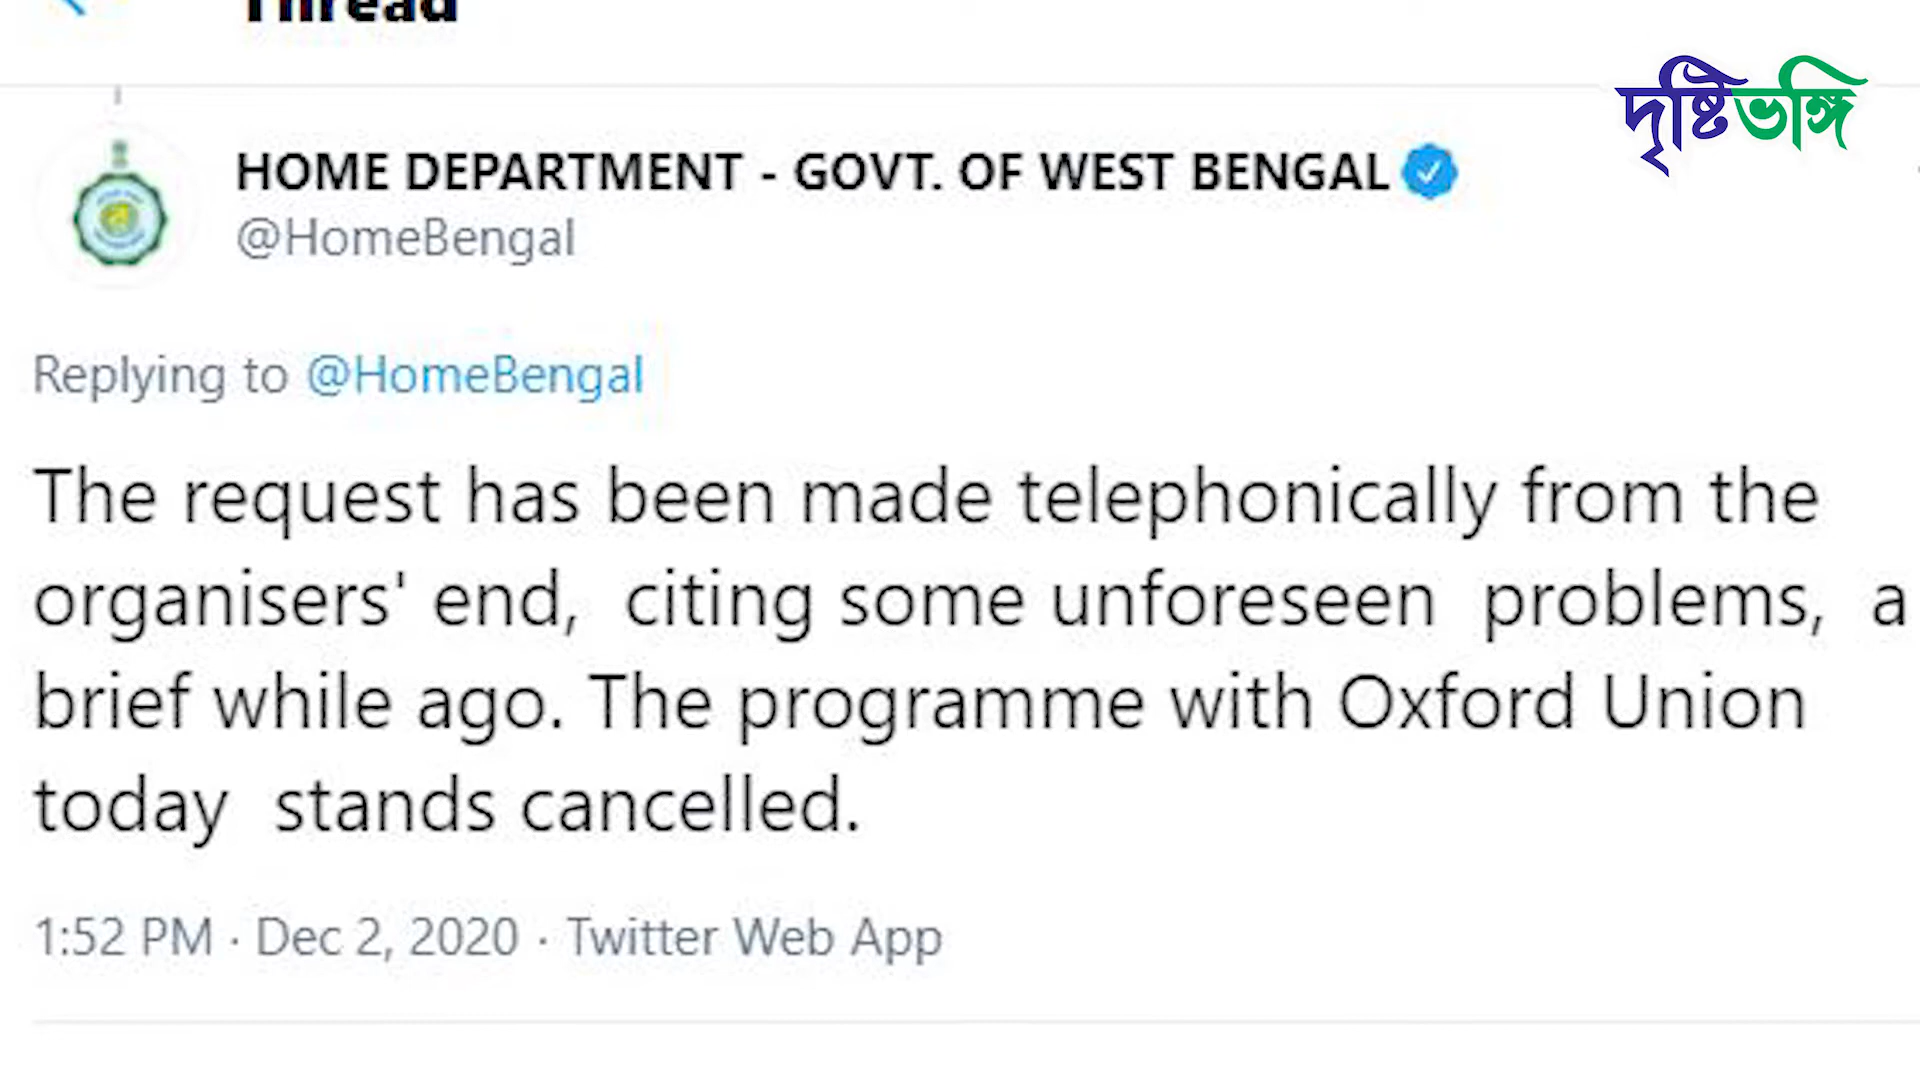 Thread
দৃষ্টিভঙ্গি
HOME DEPARTMENT - GOVT. OF WEST BENGAL
@HomeBengal
Replying to @HomeBengal
The request has been made telephonically from the
organisers' end, citing some unforeseen problems, a
brief while ago. The programme with Oxford Union
today stands cancelled.
1:52 PM · Dec 2, 2020 · Twitter Web App